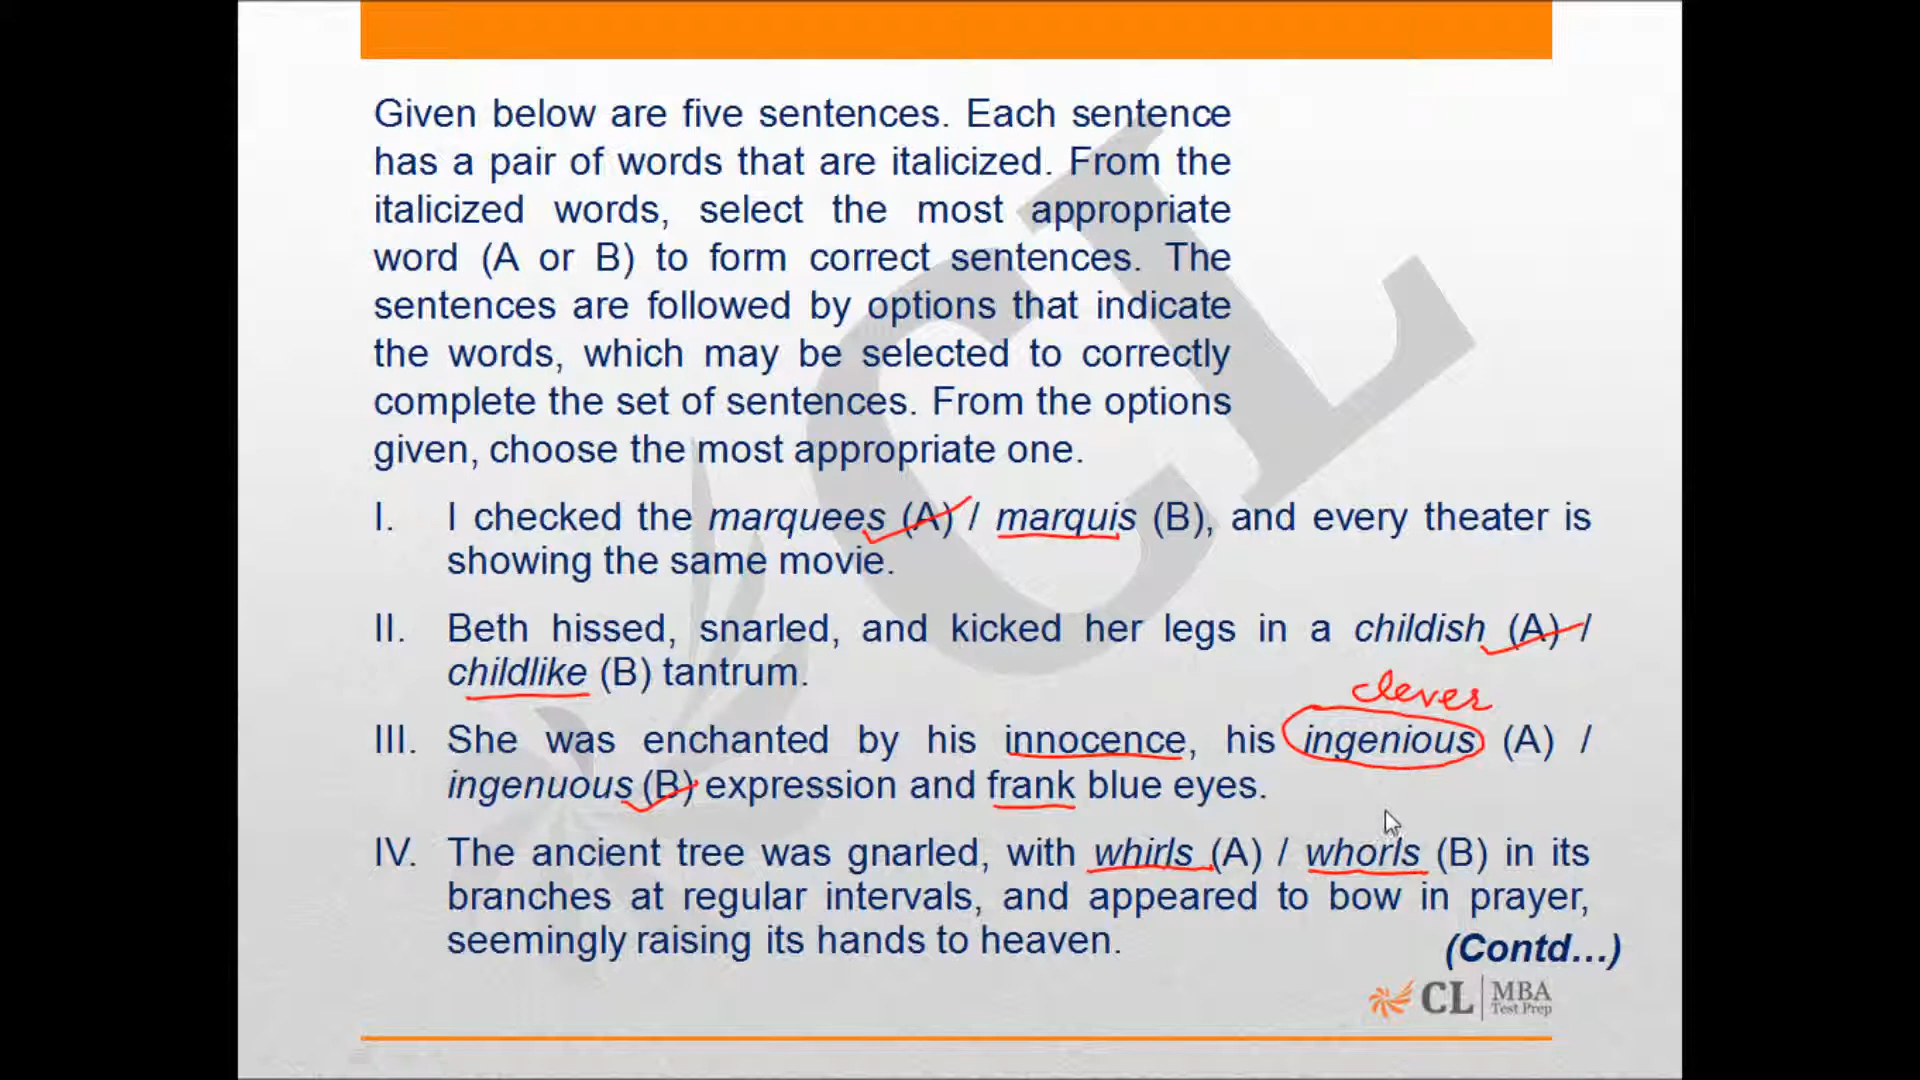 Given below are five sentences. Each sentence
has a pair of words that are italicized. From the
italicized words, select the most appropriate
word (A or B) to form correct sentences. The
sentences are followed by options that indicate
the words, which may be selected to correctly
complete the set of sentences. From the options
given, choose the most appropriate one.
I. I checked the marquees (A) / marquis (B), and every theater is
showing the same movie.
II. Beth hissed, snarled, and kicked her legs in a childish (A) /
childlike (B) tantrum.
clever
III. She was enchanted by his innocence, his ingenious (A) /
ingenuous (B) expression and frank blue eyes.
IV. The ancient tree was gnarled, with whirls (A) / whorls (B) in its
branches at regular intervals, and appeared to bow in prayer,
seemingly raising its hands to heaven.
(Contd...)
CL MBA
Test Prep
CL